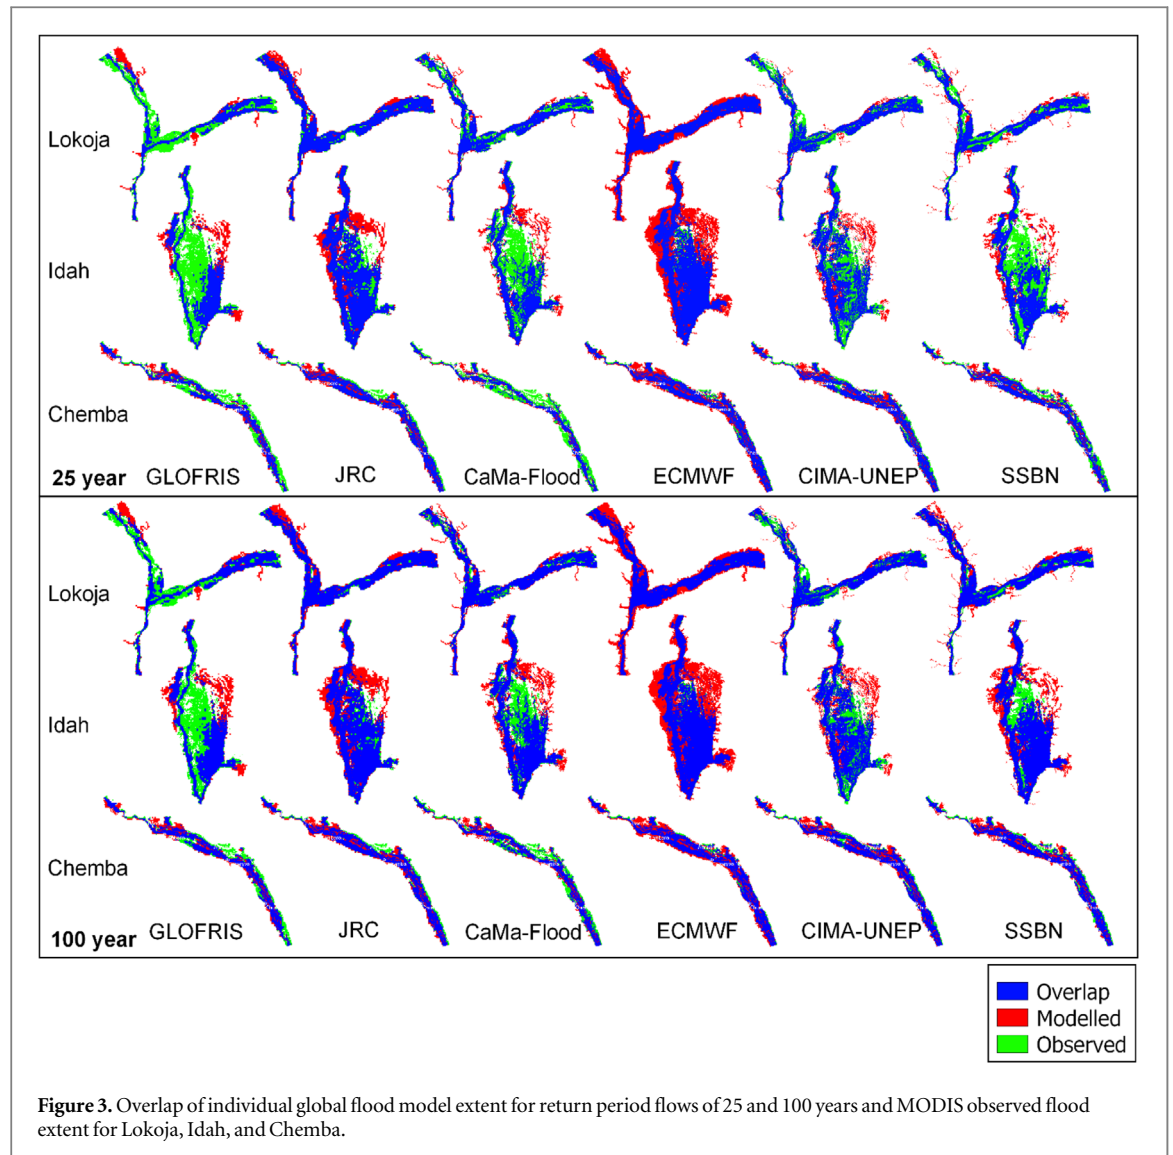 Lokoja
Idah
Chemba
25 year GLOFRIS JRC CaMa-Flood ECMWF CIMA-UNEP SSBN
Lokoja
Idah
Chemba
100 year GLOFRIS JRC CaMa-Flood ECMWF CIMA-UNEP SSBN
Overlap
Modelled
Observed
Figure 3. Overlap of individual global flood model extent for return period flows of 25 and 100 years and MODIS observed flood
extent for Lokoja, Idah, and Chemba.